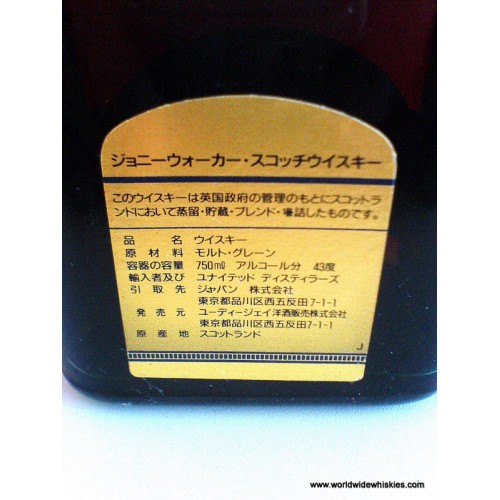 ジョニーウォーカー・スコッチウイスキー
このウイスキーは英国政府の管理のもとにスコットラ
ンドにおいて蒸留・貯蔵・ブレンド・壜詰したものです。
品 名 ウイスキー
原 材 料 モルト・グレーン
容器の容量 750ml アルコール分 43度
輸入者及び ユナイテッド ディスティラーズ
引 取 先 ジャパン 株式会社
東京都品川区西五反田7-1-1
発 売 元 ユーディージェイ洋酒販売株式会社
東京都品川区西五反田7-1-1
原 産 地 スコットランド
J
www.worldwidewhiskies.com